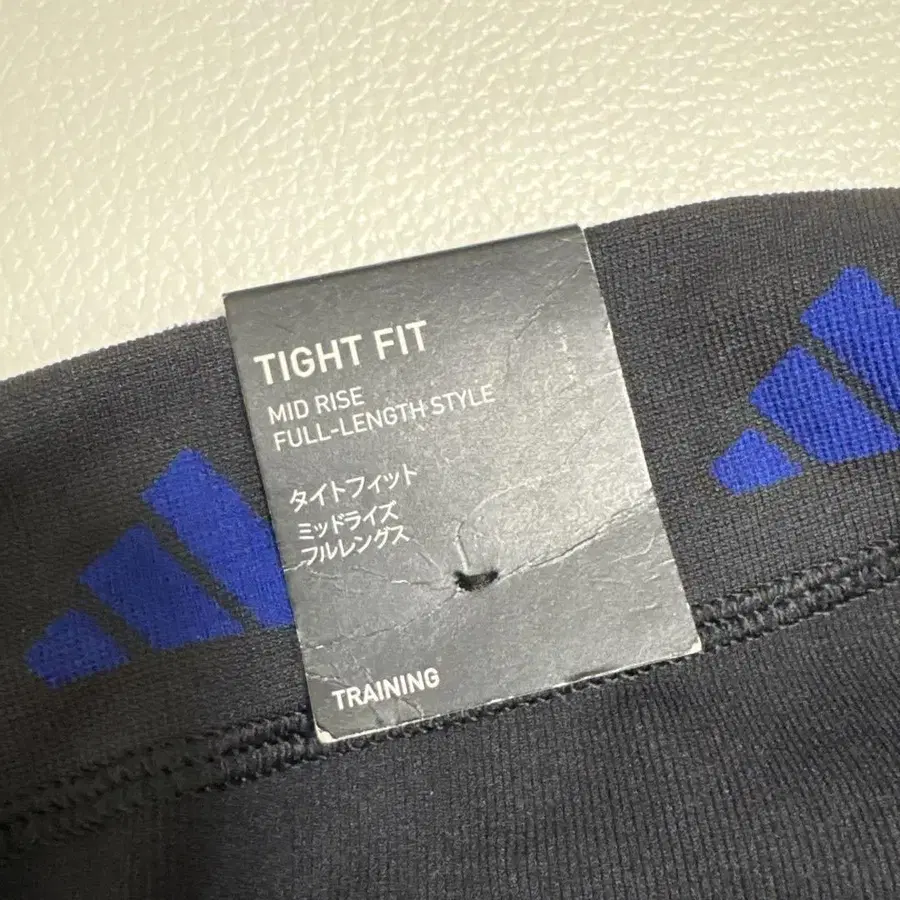 TIGHT FIT
MID RISE
FULL-LENGTH STYLE
タイトフィット
ミッドライズ
フルレングス
TRAINING